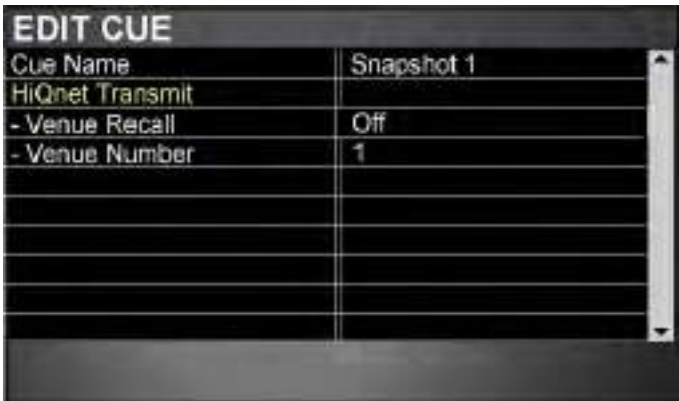 EDIT CUE
Cue Name Snapshot 1
HiQnet Transmit
- Venue Recall Off
- Venue Number 1